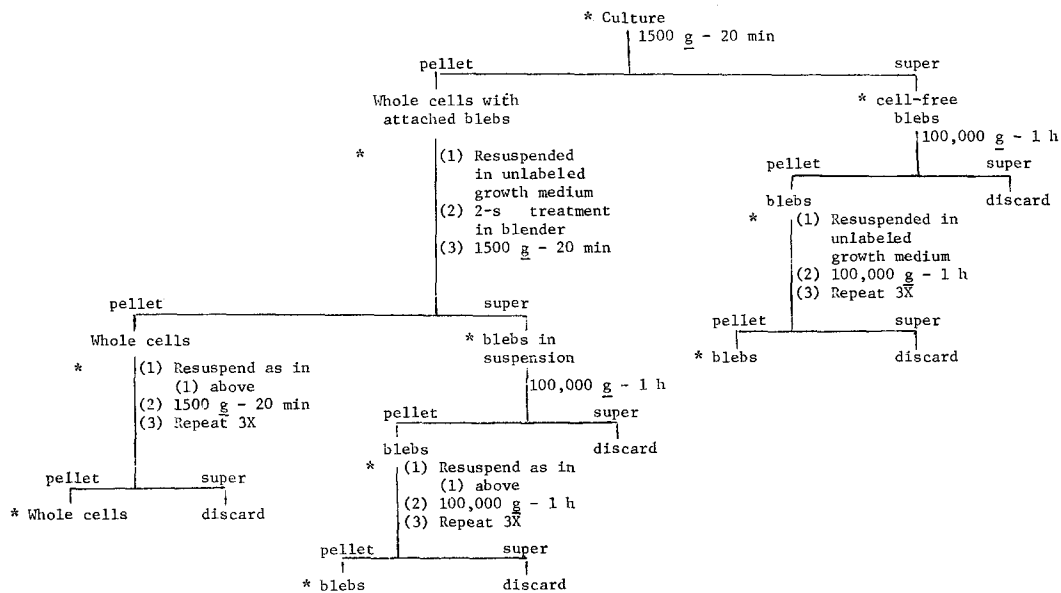 * Culture
1500 g - 20 min
pellet
super
Whole cells with
attached blebs
* cell-free
blebs
100,000 g - 1 h
*
(1) Resuspended
in unlabeled
growth medium
(2) 2-s treatment
in blender
(3) 1500 g - 20 min
pellet
super
blebs
discard
*
(1) Resuspended in
unlabeled
growth medium
(2) 100,000 g - 1 h
(3) Repeat 3X
pellet
super
* blebs
discard
pellet
super
Whole cells
* blebs in
suspension
*
(1) Resuspend as in
(1) above
(2) 1500 g - 20 min
(3) Repeat 3X
100,000 g - 1 h
pellet
super
blebs
discard
*
(1) Resuspend as in
(1) above
(2) 100,000 g - 1 h
(3) Repeat 3X
pellet
super
* Whole cells
discard
pellet
super
* blebs
discard